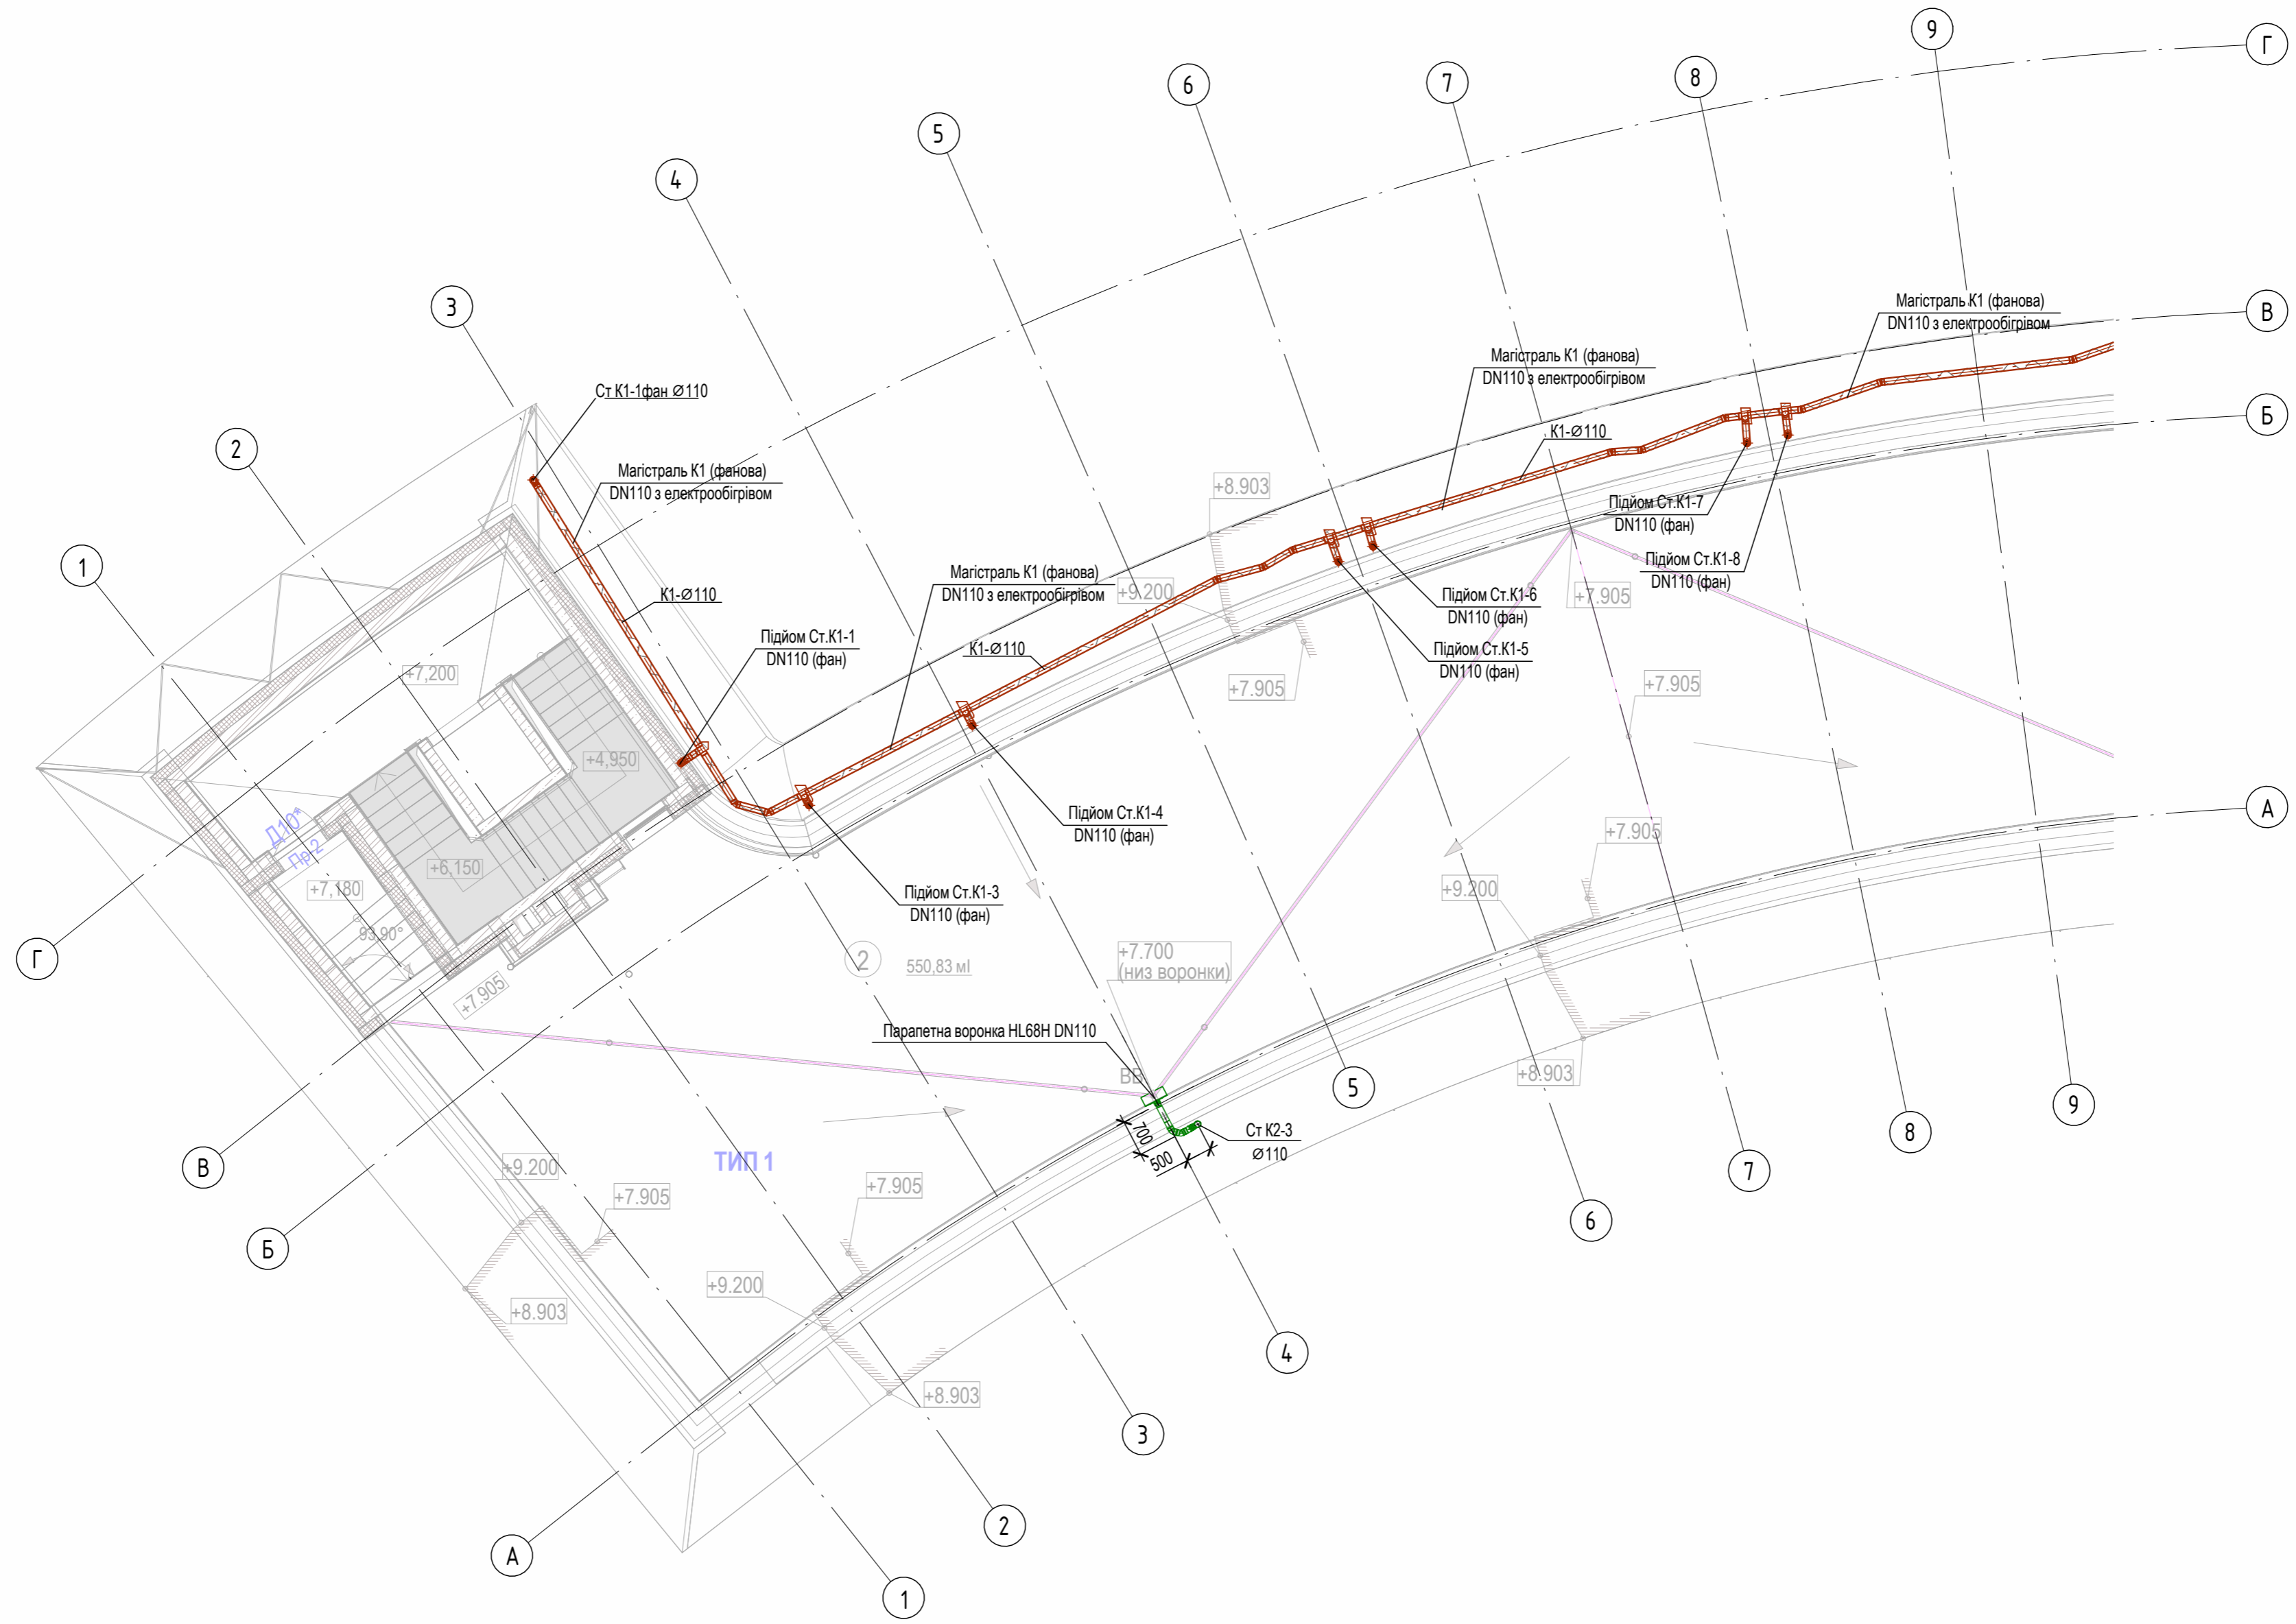 9
Г
8
7
6
5
4
3
2
1
В
Б
А
Магістраль К1 (фанова)
DN110 з електрообігрівом
Магістраль К1 (фанова)
DN110 з електрообігрівом
Ст К1-1фан Ø110
К1-Ø110
Магістраль К1 (фанова)
DN110 з електрообігрівом
+8.903
Підйом Ст.К1-7
DN110 (фан)
Підйом Ст.К1-8
DN110 (фан)
Магістраль К1 (фанова)
DN110 з електрообігрівом
+9.200
+7.905
К1-Ø110
Підйом Ст.К1-6
DN110 (фан)
Підйом Ст.К1-1
DN110 (фан)
К1-Ø110
Підйом Ст.К1-5
DN110 (фан)
+7,200
+7.905
+7.905
+4,950
Підйом Ст.К1-4
DN110 (фан)
Д10*
Пр 2
+7.905
+6,150
+7,180
Підйом Ст.К1-3
DN110 (фан)
+9.200
93,90°
2
550,83 мІ
+7.700
(низ воронки)
Г
+7.905
Парапетна воронка HL68H DN110
ВВ
+8.903
5
9
700
500
Ст К2-3
Ø110
8
В
ТИП 1
+9.200
+7.905
+7.905
7
6
Б
+9.200
+8.903
4
+8.903
3
2
А
1